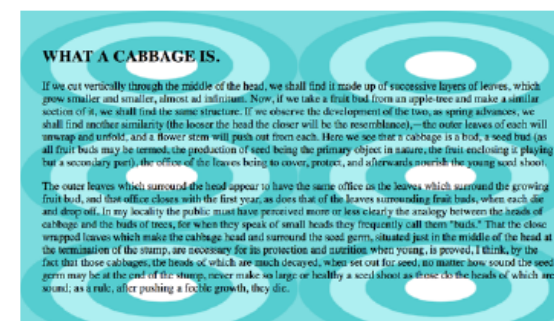 WHAT A CABBAGE IS.
If we cut vertically through the middle of the head, we shall find it made up of successive layers of leaves, which
grow smaller and smaller, almost ad infinitum. Now, if we take a fruit bud from an apple-tree and make a similar
section of it, we shall find the same structure. If we observe the development of the two, as spring advances, we
shall find another similarity (the looser the head the closer will be the resemblance),—the outer leaves of each will
unwrap and unfold, and a flower stem will push out from each. Here we see that a cabbage is a bud, a seed bud (as
all fruit buds may be termed, the production of seed being the primary object in nature, the fruit enclosing it playing
but a secondary part), the office of the leaves being to cover, protect, and afterwards nourish the young seed shoot.
The outer leaves which surround the head appear to have the same office as the leaves which surround the growing
fruit bud, and that office closes with the first year, as does that of the leaves surrounding fruit buds, when each die
and drop off. In my locality the public must have perceived more or less clearly the analogy between the heads of
cabbage and the buds of trees, for when they speak of small heads they frequently call them "buds." That the close
wrapped leaves which make the cabbage head and surround the seed germ, situated just in the middle of the head at
the termination of the stump, are necessary for its protection and nutrition when young, is proved, I think, by the
fact that those cabbages, the heads of which are much decayed, when set out for seed, no matter how sound the seed
germ may be at the end of the stump, never make so large or healthy a seed shoot as those do the heads of which are
sound; as a rule, after pushing a feeble growth, they die.